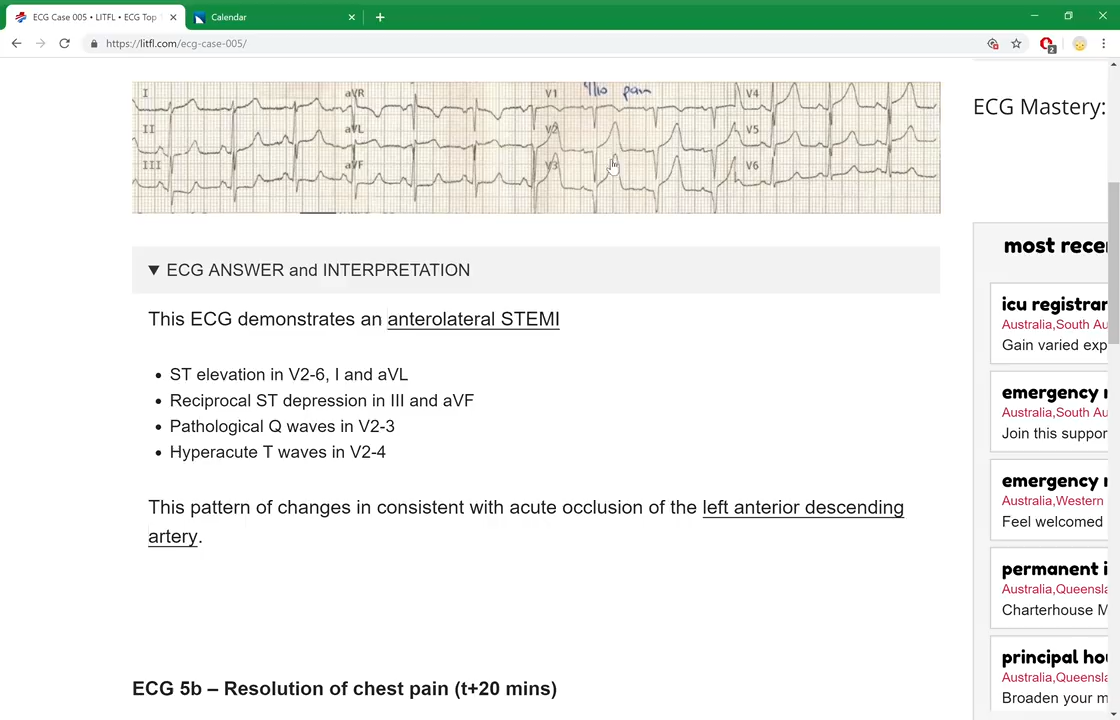 ECG Case 005 • LITFL • ECG Top
Calendar
https://litfl.com/ecg-case-005/
2
I
aVR
V1
4/10 pain
V4
II
aVL
V2
V5
III
aVF
V3
V6
ECG Mastery:
▼ ECG ANSWER and INTERPRETATION
This ECG demonstrates an anterolateral STEMI
• ST elevation in V2-6, I and aVL
• Reciprocal ST depression in III and aVF
• Pathological Q waves in V2-3
• Hyperacute T waves in V2-4
This pattern of changes in consistent with acute occlusion of the left anterior descending
artery.
ECG 5b – Resolution of chest pain (t+20 mins)
most rece
icu registrar
Australia,South Au
Gain varied exp
emergency
Australia,South Au
Join this suppor
emergency
Australia,Western
Feel welcomed
permanent i
Australia,Queensla
Charterhouse M
principal hou
Australia,Queensla
Broaden your m